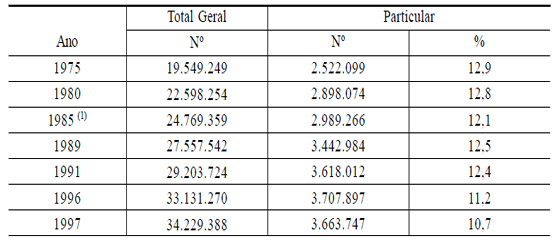 Total Geral Particular
Ano Nº Nº %
1975 19.549.249 2.522.099 12.9
1980 22.598.254 2.898.074 12.8
1985 (1) 24.769.359 2.989.266 12.1
1989 27.557.542 3.442.984 12.5
1991 29.203.724 3.618.012 12.4
1996 33.131.270 3.707.897 11.2
1997 34.229.388 3.663.747 10.7